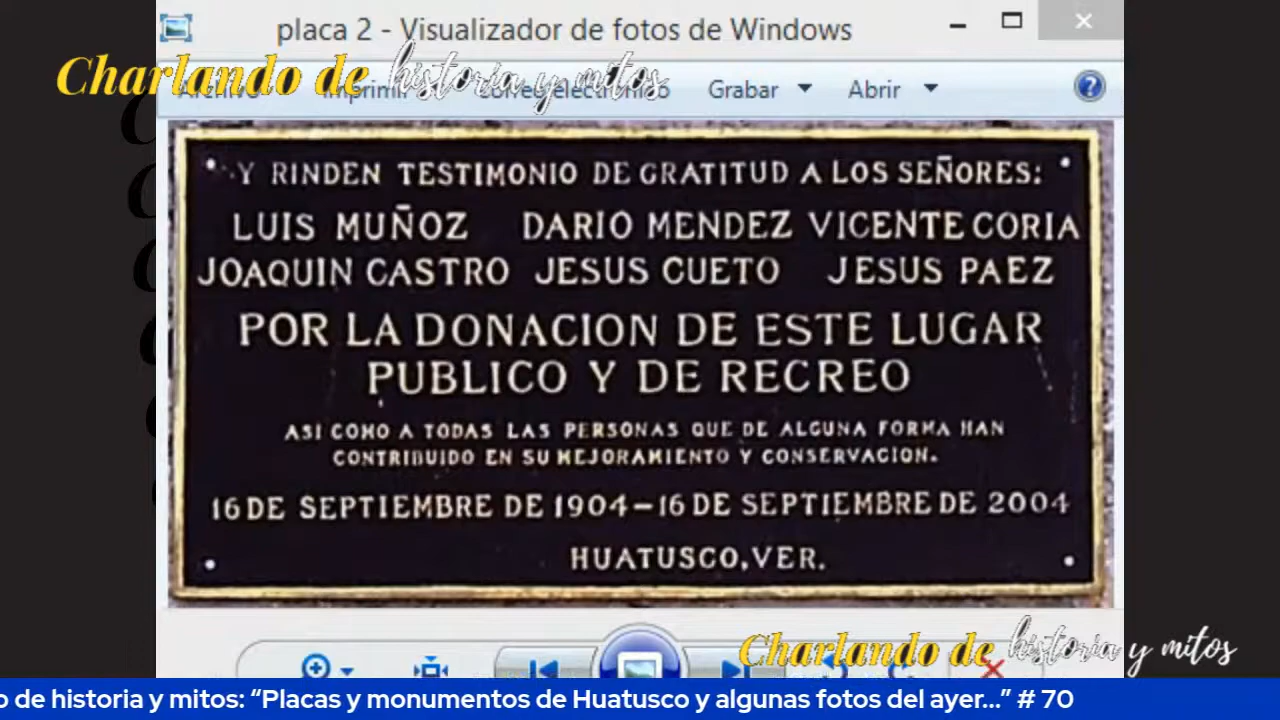 placa 2 - Visualizador de fotos de Windows
Charlando de historia y mitos
Archivo Imprimir Correo electrónico Grabar Abrir
Y RINDEN TESTIMONIO DE GRATITUD A LOS SEÑORES:
LUIS MUÑOZ DARIO MENDEZ VICENTE CORIA
JOAQUIN CASTRO JESUS CUETO JESUS PAEZ
POR LA DONACION DE ESTE LUGAR
PUBLICO Y DE RECREO
ASI COMO A TODAS LAS PERSONAS QUE DE ALGUNA FORMA HAN
CONTRIBUIDO EN SU MEJORAMIENTO Y CONSERVACION.
16 DE SEPTIEMBRE DE 1904-16 DE SEPTIEMBRE DE 2004
HUATUSCO, VER.
Charlando de historia y mitos
o de historia y mitos: “Placas y monumentos de Huatusco y algunas fotos del ayer...” # 70